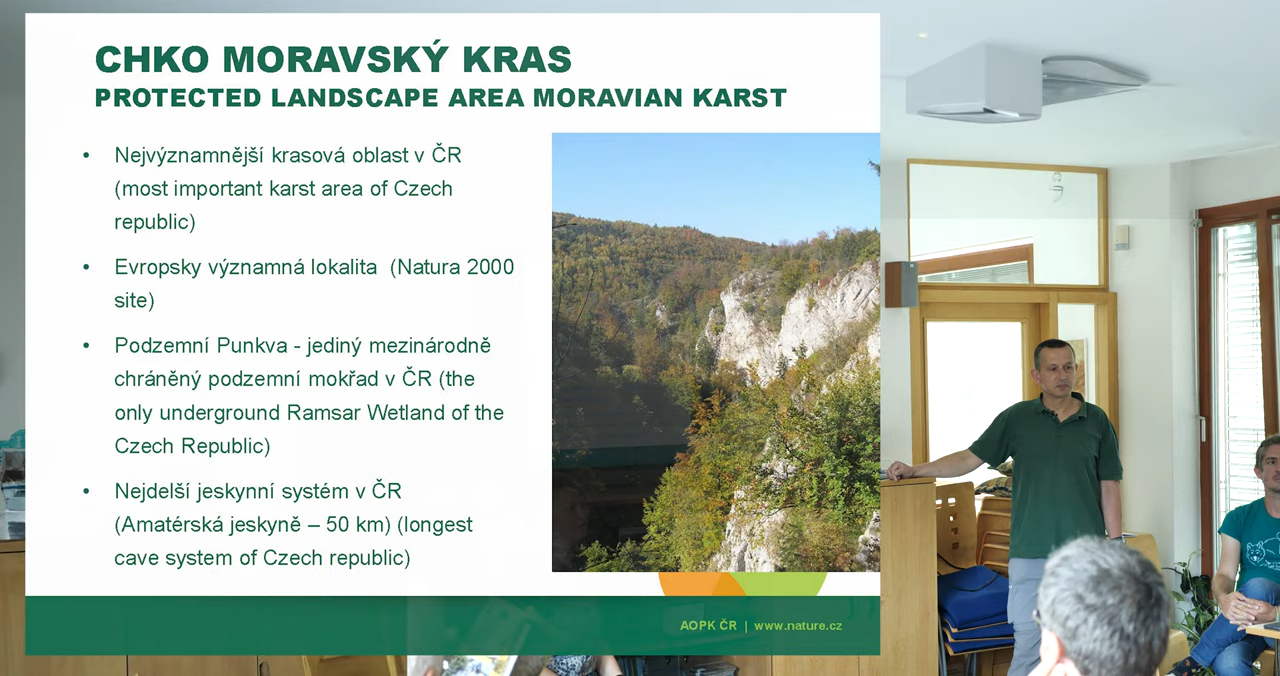 CHKO MORAVSKÝ KRAS
PROTECTED LANDSCAPE AREA MORAVIAN KARST
• Nejvýznamnější krasová oblast v ČR
(most important karst area of Czech
republic)
• Evropsky významná lokalita (Natura 2000
site)
• Podzemní Punkva - jediný mezinárodně
chráněný podzemní mokřad v ČR (the
only underground Ramsar Wetland of the
Czech Republic)
• Nejdelší jeskynní systém v ČR
(Amatérská jeskyně – 50 km) (longest
cave system of Czech republic)
AOPK ČR | www.nature.cz